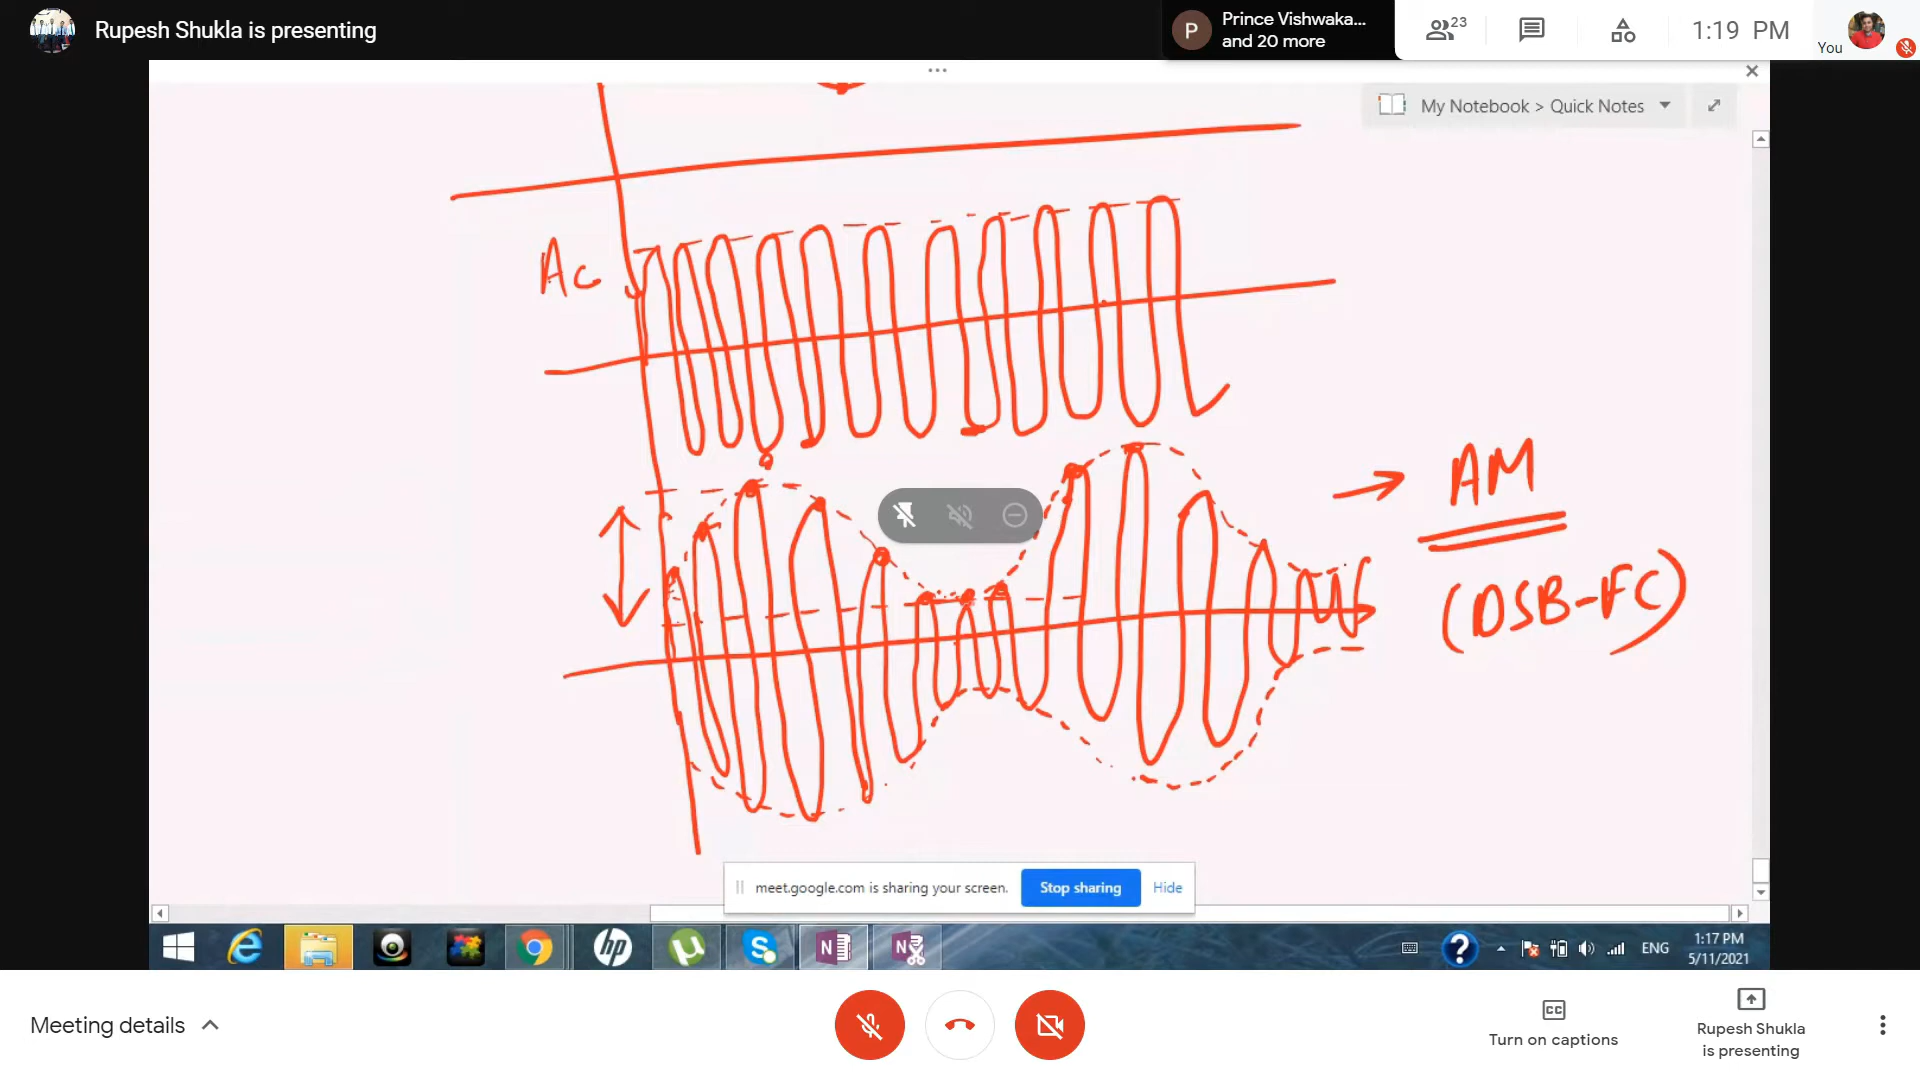 Rupesh Shukla is presenting
P
Prince Vishwaka...
and 20 more
23
1:19 PM
You
My Notebook > Quick Notes
Ac
AM
(DSB-FC)
meet.google.com is sharing your screen.
Stop sharing
Hide
hp
N
N
ENG
1:17 PM
5/11/2021
Meeting details
CC
Turn on captions
Rupesh Shukla
is presenting